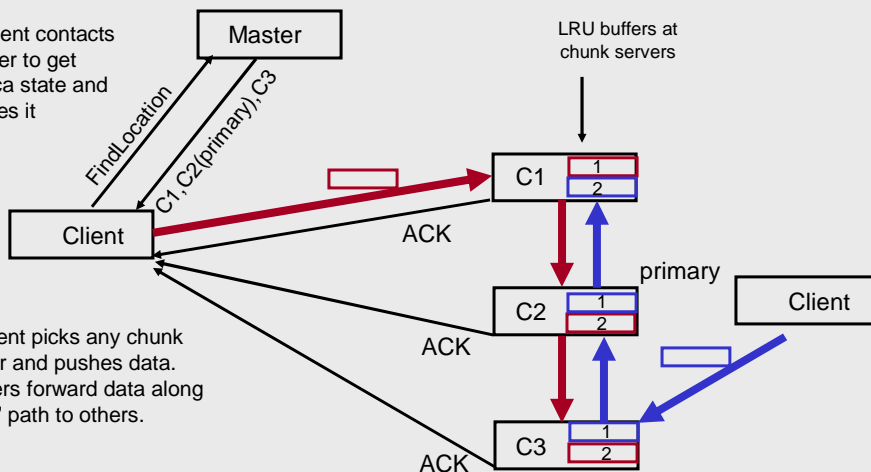 ent contacts
er to get
ca state and
es it
Master
LRU buffers at
chunk servers
FindLocation
C1,C2(primary),C3
C1
1
2
Client
ACK
primary
C2
1
2
Client
ent picks any chunk
r and pushes data.
ers forward data along
” path to others.
ACK
C3
1
2
ACK